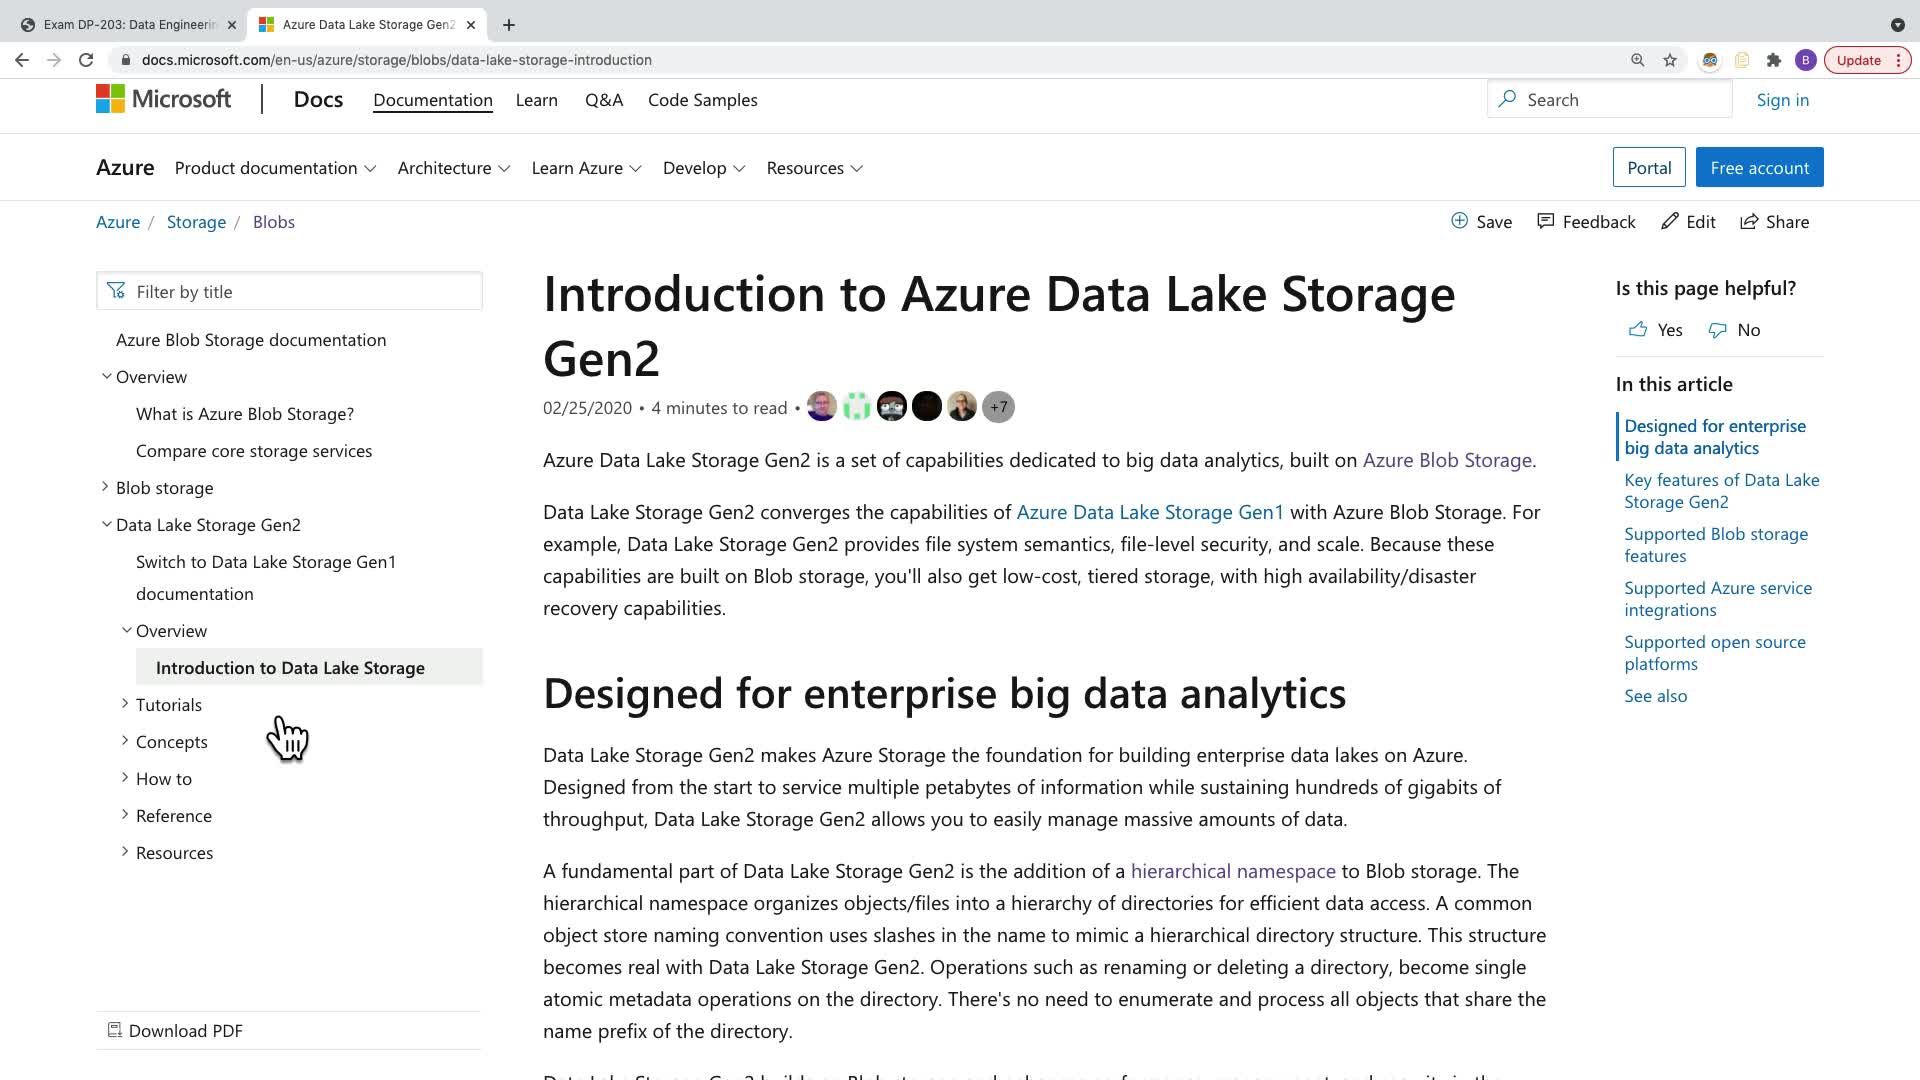 Exam DP-203: Data Engineerin
Azure Data Lake Storage Gen2
docs.microsoft.com/en-us/azure/storage/blobs/data-lake-storage-introduction
B
Update
Microsoft
Docs
Documentation
Learn
Q&A
Code Samples
Search
Sign in
Azure
Product documentation
Architecture
Learn Azure
Develop
Resources
Portal
Free account
Azure / Storage / Blobs
Save
Feedback
Edit
Share
Filter by title
Azure Blob Storage documentation
Overview
What is Azure Blob Storage?
Compare core storage services
Blob storage
Data Lake Storage Gen2
Switch to Data Lake Storage Gen1
documentation
Overview
Introduction to Data Lake Storage
Tutorials
Concepts
How to
Reference
Resources
Download PDF
Introduction to Azure Data Lake Storage
Gen2
02/25/2020 • 4 minutes to read • +7
Azure Data Lake Storage Gen2 is a set of capabilities dedicated to big data analytics, built on Azure Blob Storage.
Data Lake Storage Gen2 converges the capabilities of Azure Data Lake Storage Gen1 with Azure Blob Storage. For
example, Data Lake Storage Gen2 provides file system semantics, file-level security, and scale. Because these
capabilities are built on Blob storage, you'll also get low-cost, tiered storage, with high availability/disaster
recovery capabilities.
Designed for enterprise big data analytics
Data Lake Storage Gen2 makes Azure Storage the foundation for building enterprise data lakes on Azure.
Designed from the start to service multiple petabytes of information while sustaining hundreds of gigabits of
throughput, Data Lake Storage Gen2 allows you to easily manage massive amounts of data.
A fundamental part of Data Lake Storage Gen2 is the addition of a hierarchical namespace to Blob storage. The
hierarchical namespace organizes objects/files into a hierarchy of directories for efficient data access. A common
object store naming convention uses slashes in the name to mimic a hierarchical directory structure. This structure
becomes real with Data Lake Storage Gen2. Operations such as renaming or deleting a directory, become single
atomic metadata operations on the directory. There's no need to enumerate and process all objects that share the
name prefix of the directory.
Is this page helpful?
Yes
No
In this article
Designed for enterprise
big data analytics
Key features of Data Lake
Storage Gen2
Supported Blob storage
features
Supported Azure service
integrations
Supported open source
platforms
See also